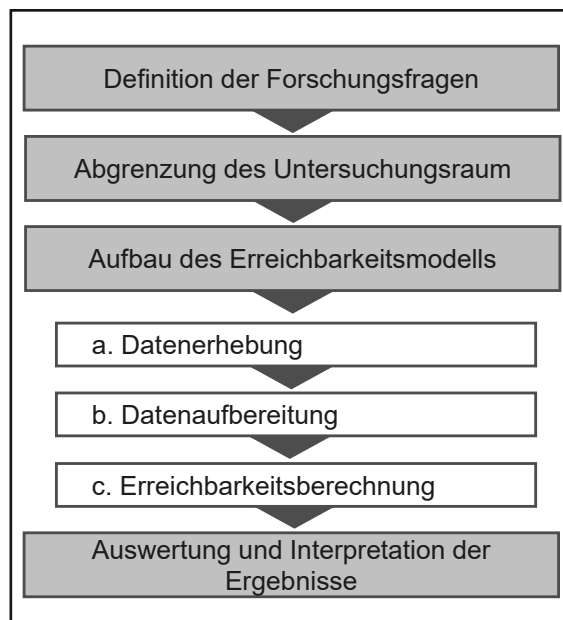 Definition der Forschungsfragen
Abgrenzung des Untersuchungsraum
Aufbau des Erreichbarkeitsmodells
a. Datenerhebung
b. Datenaufbereitung
c. Erreichbarkeitsberechnung
Auswertung und Interpretation der
Ergebnisse